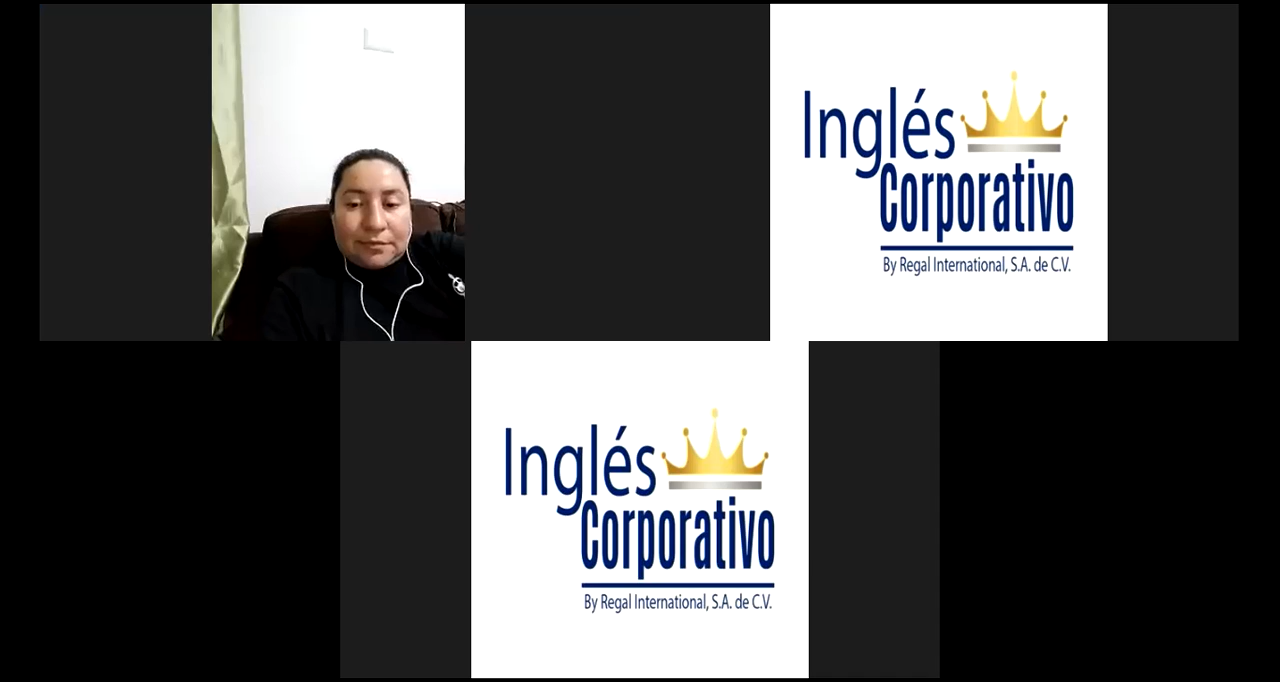 Inglés
Corporativo
By Regal International, S.A. de C.V.
Inglés
Corporativo
By Regal International, S.A. de C.V.